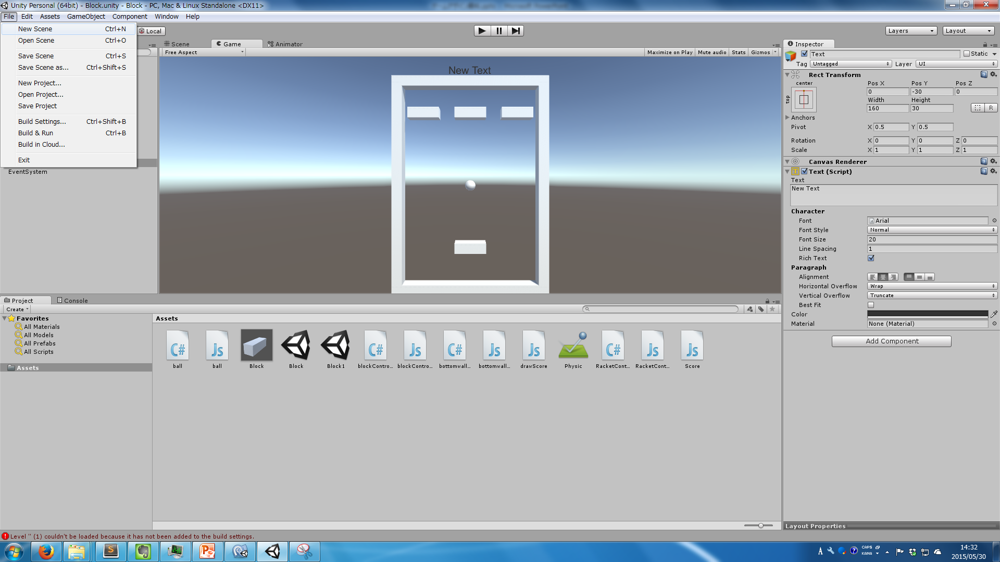 Unity Personal (64bit) - Block.unity - Block - PC, Mac & Linux Standalone <DX11>
File Edit Assets GameObject Component Window Help
New Scene Ctrl+N
Open Scene Ctrl+O
Save Scene Ctrl+S
Save Scene as... Ctrl+Shift+S
New Project...
Open Project...
Save Project
Build Settings... Ctrl+Shift+B
Build & Run Ctrl+B
Build in Cloud...
Exit
EventSystem
Local
Layers
Layout
Scene Game Animator
Free Aspect
Maximize on Play Mute audio Stats Gizmos
New Text
Inspector
Text
Static
Tag Untagged Layer UI
Rect Transform
center
top
Pos X Pos Y Pos Z
0 -30 0
Width Height
160 30
R
Anchors
Pivot X 0.5 Y 0.5
Rotation X 0 Y 0 Z 0
Scale X 1 Y 1 Z 1
Canvas Renderer
Text (Script)
Text
New Text
Character
Font Arial
Font Style Normal
Font Size 20
Line Spacing 1
Rich Text
Paragraph
Alignment
Horizontal Overflow Wrap
Vertical Overflow Truncate
Best Fit
Color
Material None (Material)
Add Component
Layout Properties
Project Console
Create
Favorites
All Materials
All Models
All Prefabs
All Scripts
Assets
Assets
C# Js C# Js C# Js Js C# Js Js
ball ball Block Block Block1 blockContro... blockContro... bottomwall... bottomwall... drawScore Physic RacketCont... RacketCont... Score
Level '' (1) couldn't be loaded because it has not been added to the build settings.
A
CAPS
KANA
14:32
2015/05/30